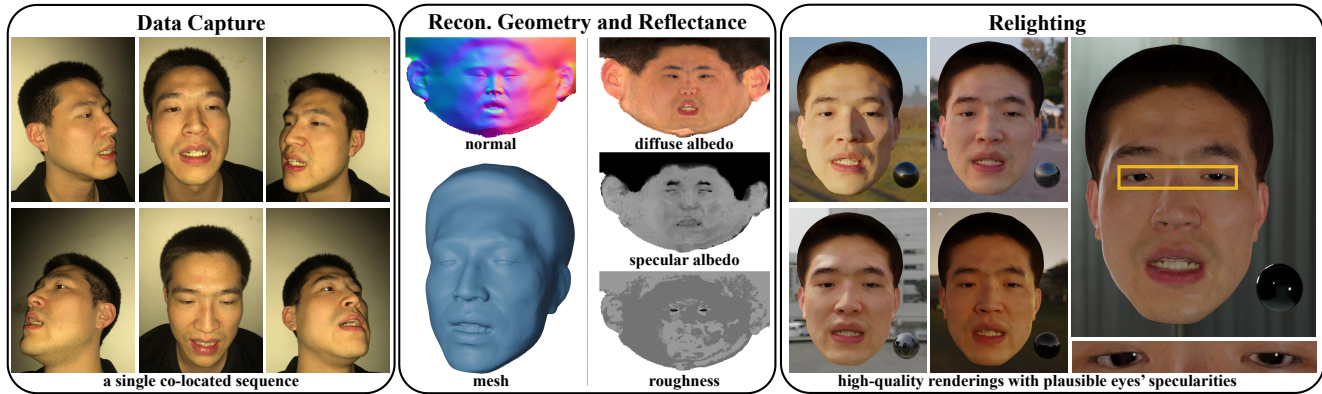 Data Capture
a single co-located sequence
Recon. Geometry and Reflectance
normal
diffuse albedo
specular albedo
mesh
roughness
Relighting
high-quality renderings with plausible eyes' specularities